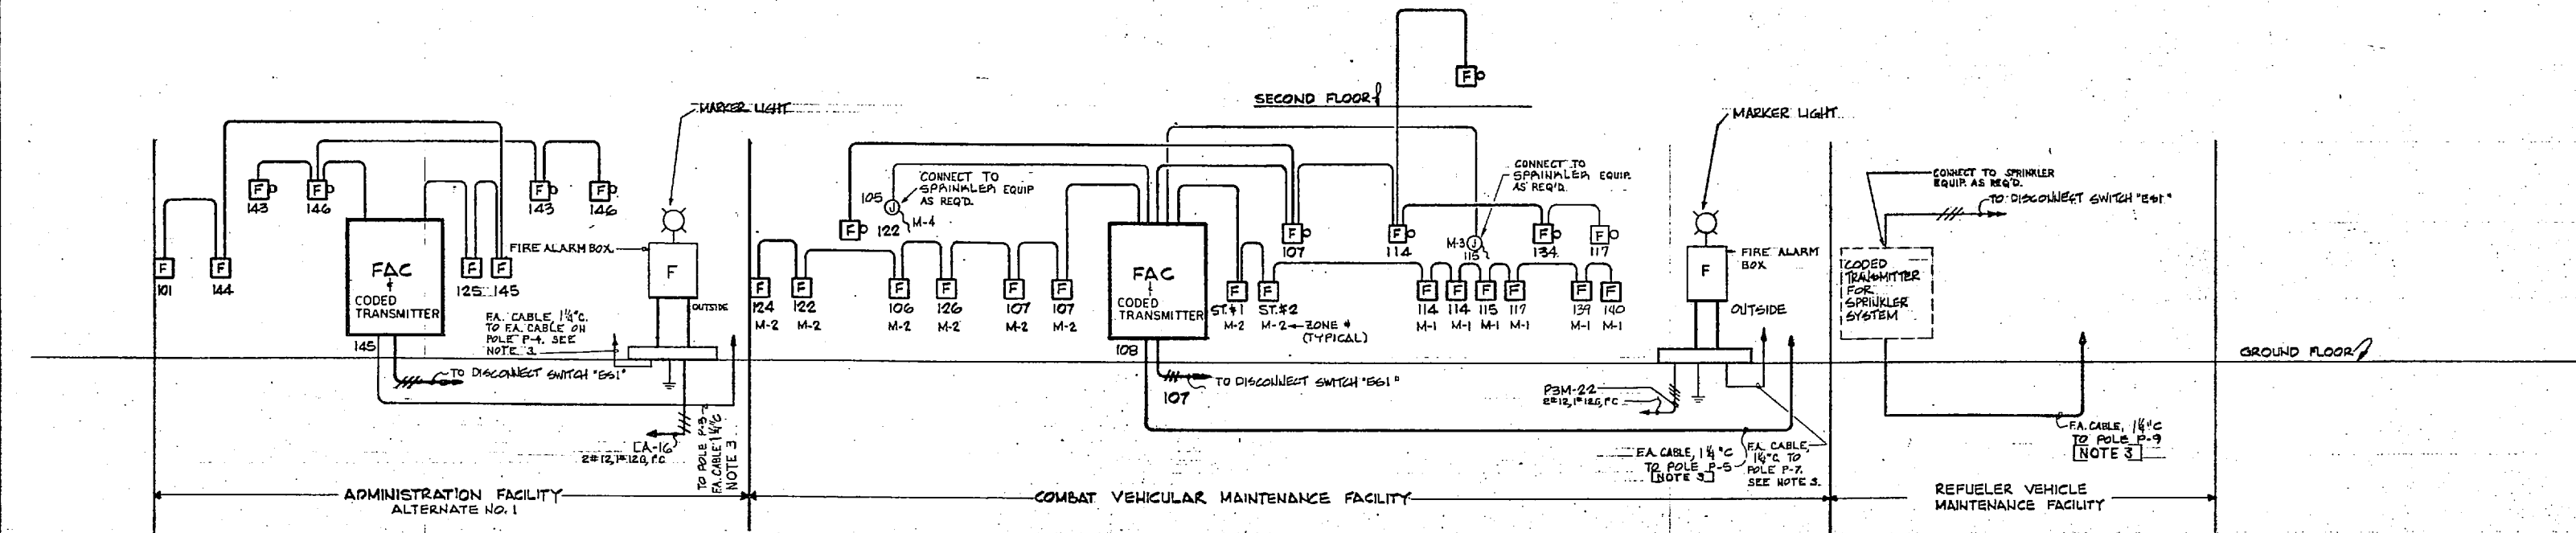 SECOND FLOOR
F
MARKER LIGHT
F
143
F
146
F
143
F
146
F
101
F
144
FAC
&
CODED
TRANSMITTER
145
F
125
F
145
FIRE ALARM BOX
F
OUTSIDE
F.A. CABLE, 1¼"C.
TO F.A. CABLE ON
POLE P-4. SEE
NOTE 3
TO DISCONNECT SWITCH "ES1"
LA-16
2#12,1#12G,1"C
TO POLE P-3
F.A. CABLE 1¼"C
NOTE 3
ADMINISTRATION FACILITY
ALTERNATE NO. 1
CONNECT TO
SPRINKLER EQUIP
AS REQ'D.
105
J
M-4
F
122
F
124
M-2
F
122
M-2
F
106
M-2
F
126
M-2
F
107
M-2
F
107
M-2
FAC
&
CODED
TRANSMITTER
108
F
ST.#1
M-2
F
ST.#2
M-2
ZONE #
(TYPICAL)
F
107
F
114
CONNECT TO
SPRINKLER EQUIP.
AS REQ'D.
M-3
J
115
F
134
F
117
F
114
M-1
F
114
M-1
F
115
M-1
F
117
M-1
F
139
M-1
F
140
M-1
TO DISCONNECT SWITCH "ES1"
107
MARKER LIGHT
FIRE ALARM
BOX
F
OUTSIDE
P3M-22
2#12,1#12G,1"C
F.A. CABLE, 1¼"C
TO POLE P-5
NOTE 3
F.A. CABLE,
1¼"C. TO
POLE P-7.
SEE NOTE 3.
COMBAT VEHICULAR MAINTENANCE FACILITY
CONNECT TO SPRINKLER
EQUIP. AS REQ'D.
TO DISCONNECT SWITCH "ES1"
CODED
TRANSMITTER
FOR
SPRINKLER
SYSTEM
F.A. CABLE, 1¼"C
TO POLE P-9
NOTE 3
REFUELER VEHICLE
MAINTENANCE FACILITY
GROUND FLOOR